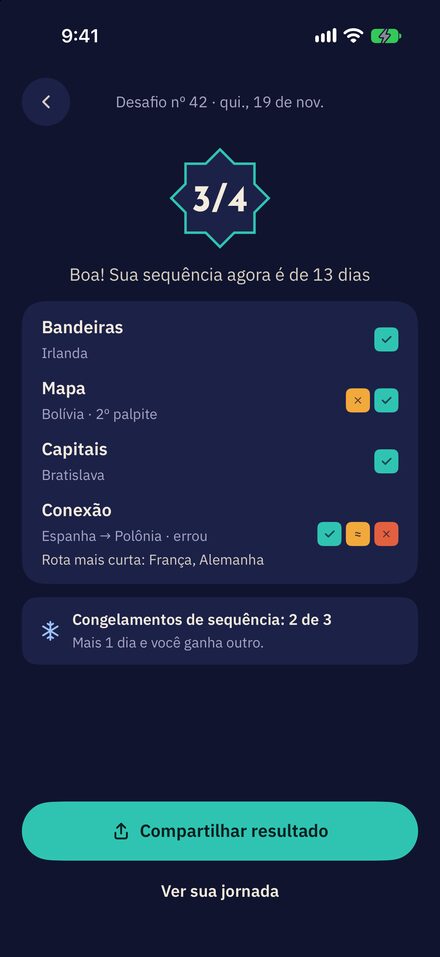 9:41
Desafio nº 42 · qui., 19 de nov.
3/4
Boa! Sua sequência agora é de 13 dias
Bandeiras
Irlanda
Mapa
Bolívia · 2º palpite
Capitais
Bratislava
Conexão
Espanha → Polônia · errou
Rota mais curta: França, Alemanha
Congelamentos de sequência: 2 de 3
Mais 1 dia e você ganha outro.
Compartilhar resultado
Ver sua jornada